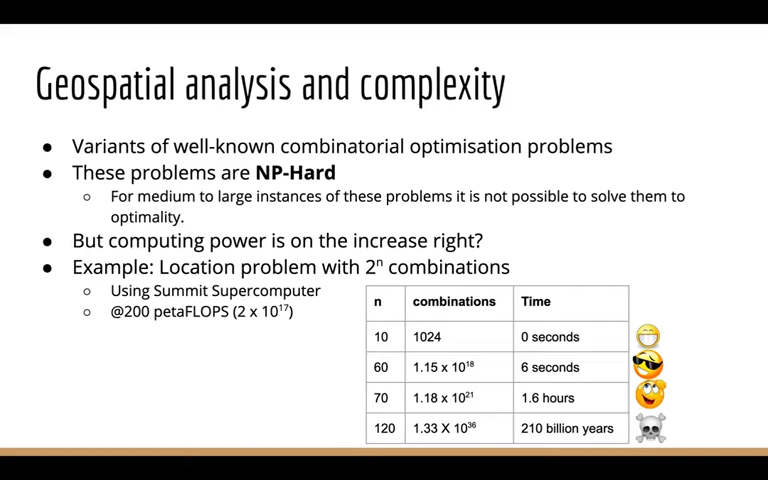 Geospatial analysis and complexity
● Variants of well-known combinatorial optimisation problems
● These problems are NP-Hard
○ For medium to large instances of these problems it is not possible to solve them to
optimality.
● But computing power is on the increase right?
● Example: Location problem with 2ⁿ combinations
○ Using Summit Supercomputer
○ @200 petaFLOPS (2 x 10¹⁷)
n combinations Time
10 1024 0 seconds
60 1.15 x 10¹⁸ 6 seconds
70 1.18 x 10²¹ 1.6 hours
120 1.33 X 10³⁶ 210 billion years